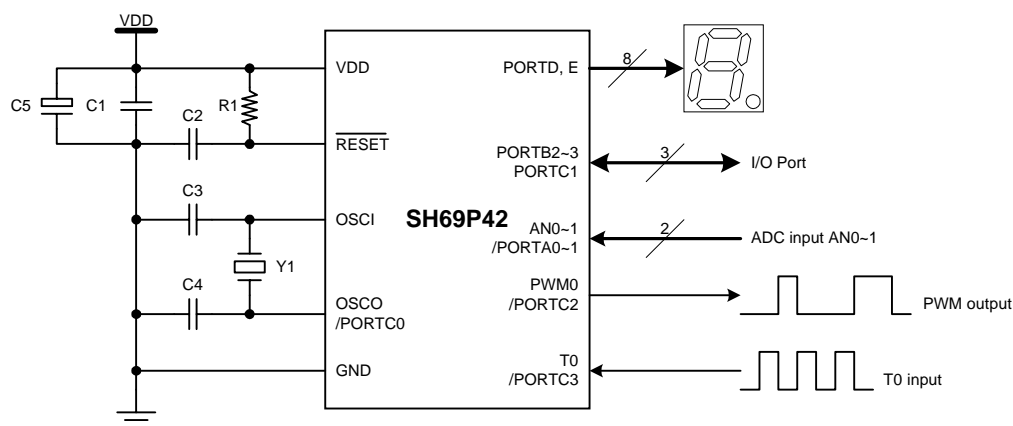 VDD
VDD
PORTD, E
8
C5
C1
R1
C2
RESET
PORTB2~3
PORTC1
3
I/O Port
C3
OSCI
SH69P42
AN0~1
/PORTA0~1
2
ADC input AN0~1
Y1
C4
OSCO
/PORTC0
PWM0
/PORTC2
PWM output
GND
T0
/PORTC3
T0 input